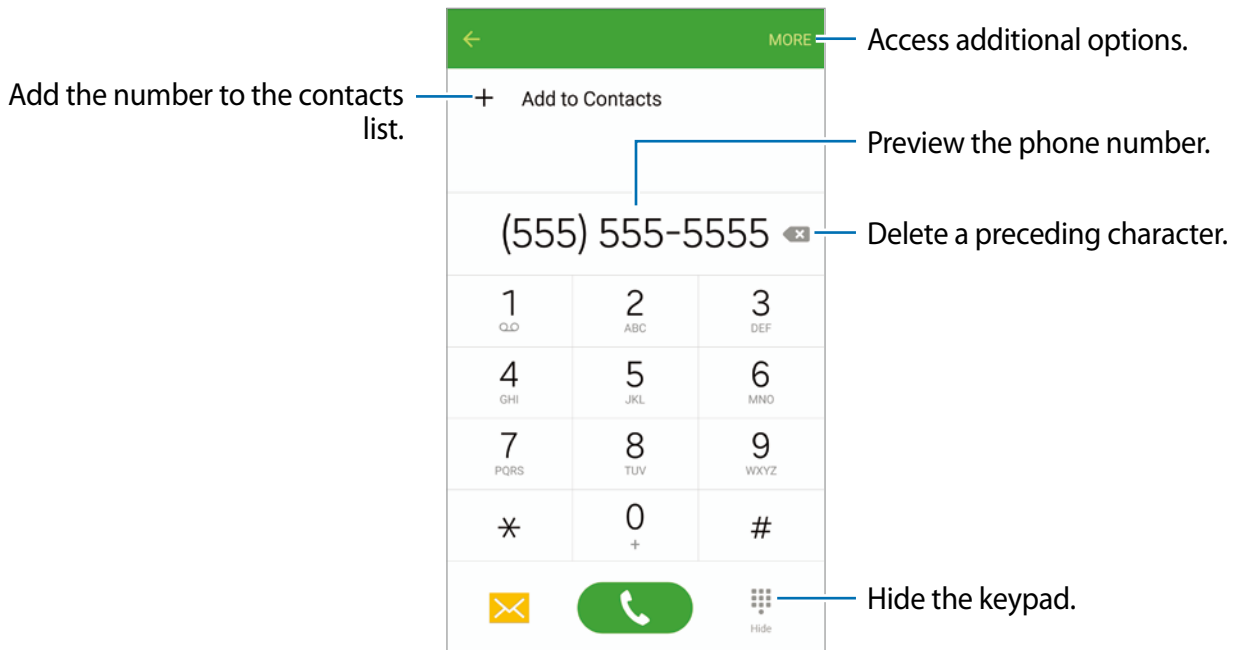 MORE
Access additional options.
Add the number to the contacts
list.
+ Add to Contacts
Preview the phone number.
(555) 555-5555
Delete a preceding character.
1 2 3
ABC DEF
4 5 6
GHI JKL MNO
7 8 9
PQRS TUV WXYZ
* 0 #
+
Hide the keypad.
Hide